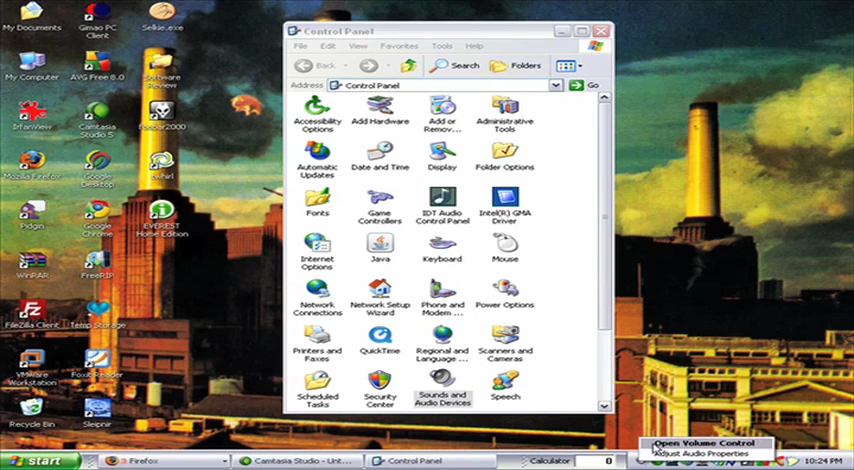 My Documents
Gimao PC
Client
Selkie.exe
My Computer
AVG Free 8.0
Software
Review
IrfanView
Camtasia
Studio 5
foobar2000
Mozilla Firefox
Google
Desktop
twhirl
Pidgin
Google
Chrome
EVEREST
Home Edition
WinRAR
FreeRIP
FileZilla Client
Temp Storage
VMware
Workstation
Foxit Reader
Recycle Bin
Sleipnir
Control Panel
File Edit View Favorites Tools Help
Back Search Folders
Address Control Panel Go
Accessibility
Options
Add Hardware
Add or
Remov...
Administrative
Tools
Automatic
Updates
Date and Time
Display
Folder Options
Fonts
Game
Controllers
IDT Audio
Control Panel
Intel(R) GMA
Driver
Internet
Options
Java
Keyboard
Mouse
Network
Connections
Network Setup
Wizard
Phone and
Modem ...
Power Options
Printers and
Faxes
QuickTime
Regional and
Language ...
Scanners and
Cameras
Scheduled
Tasks
Security
Center
Sounds and
Audio Devices
Speech
Open Volume Control
Adjust Audio Properties
start
3 Firefox
Camtasia Studio - Unt...
Control Panel
Calculator 0
10:24 PM